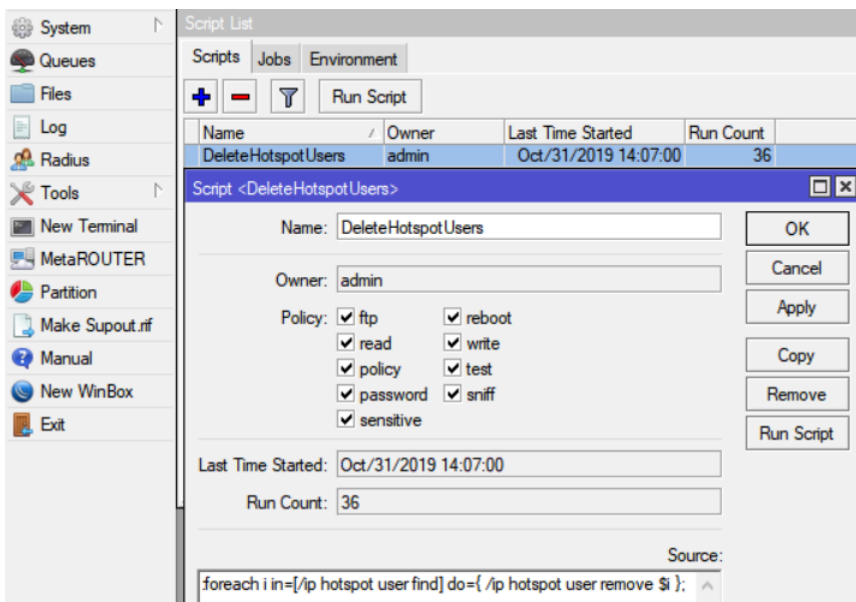 System
Queues
Files
Log
Radius
Tools
New Terminal
MetaROUTER
Partition
Make Supout.rif
Manual
New WinBox
Exit
Script List
Scripts Jobs Environment
Run Script
Name / Owner Last Time Started Run Count
DeleteHotspotUsers admin Oct/31/2019 14:07:00 36
Script <DeleteHotspotUsers>
Name: DeleteHotspotUsers
OK
Owner: admin
Cancel
Policy: ftp reboot
Apply
read write
policy test
Copy
password sniff
Remove
sensitive
Run Script
Last Time Started: Oct/31/2019 14:07:00
Run Count: 36
Source:
:foreach i in=[/ip hotspot user find] do={ /ip hotspot user remove $i };